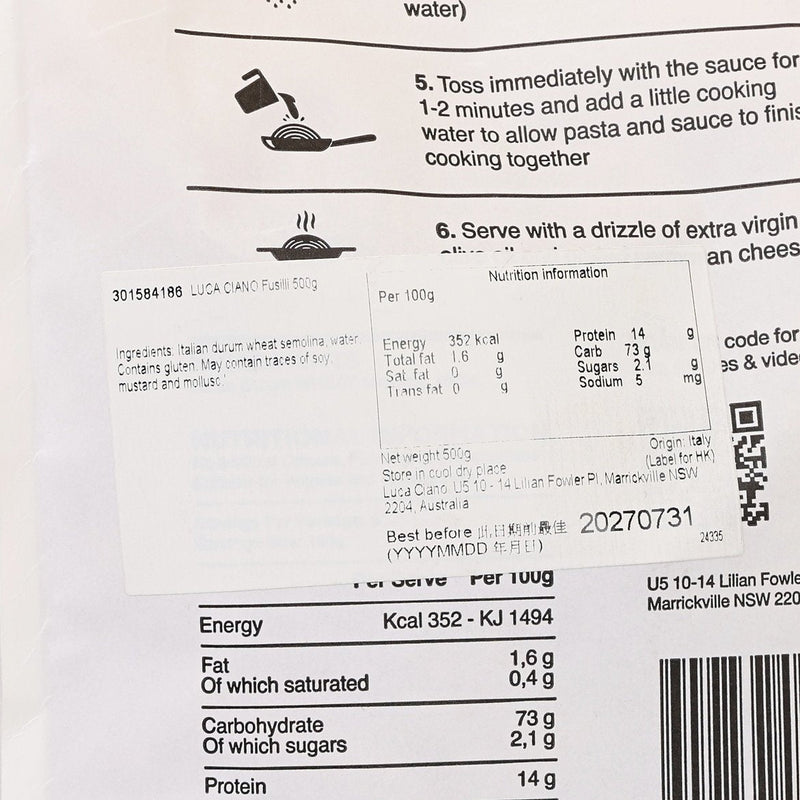 water)
5. Toss immediately with the sauce for
1-2 minutes and add a little cooking
water to allow pasta and sauce to finis
cooking together
6. Serve with a drizzle of extra virgin
an chees
code for
es & vide
301584186 LUCA CIANO Fusilli 500g
Ingredients: Italian durum wheat semolina, water.
Contains gluten. May contain traces of soy,
mustard and mollusc.
Nutrition information
Per 100g
Energy 352 kcal
Total fat 1.6 g
Sat fat 0 g
Trans fat 0 g
Protein 14 g
Carb 73 g
Sugars 2.1 g
Sodium 5 mg
Net weight 500g
Origin: Italy
Store in cool dry place
(Label for HK)
Luca Ciano. U5 10 - 14 Lilian Fowler Pl, Marrickville NSW
2204, Australia
Best before 此日期前最佳 20270731
(YYYYMMDD 年月日)
24335
Per Serve Per 100g
Energy Kcal 352 - KJ 1494
Fat 1,6 g
Of which saturated 0,4 g
Carbohydrate 73 g
Of which sugars 2,1 g
Protein 14 g
U5 10-14 Lilian Fowle
Marrickville NSW 220